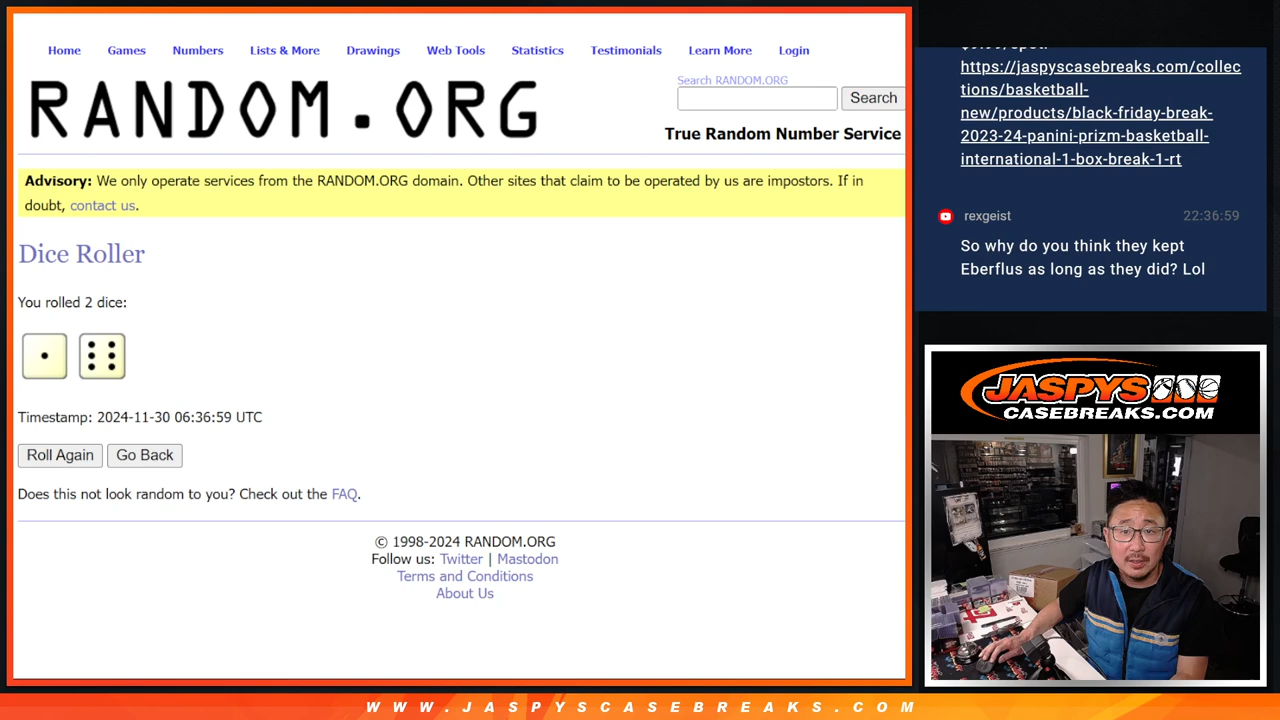 Home Games Numbers Lists & More Drawings Web Tools Statistics Testimonials Learn More Login
RANDOM.ORG
Search RANDOM.ORG
Search
True Random Number Service
Advisory: We only operate services from the RANDOM.ORG domain. Other sites that claim to be operated by us are impostors. If in
doubt, contact us.
Dice Roller
You rolled 2 dice:
Timestamp: 2024-11-30 06:36:59 UTC
Roll Again Go Back
Does this not look random to you? Check out the FAQ.
© 1998-2024 RANDOM.ORG
Follow us: Twitter | Mastodon
Terms and Conditions
About Us
https://jaspyscasebreaks.com/collec
tions/basketball-
new/products/black-friday-break-
2023-24-panini-prizm-basketball-
international-1-box-break-1-rt
rexgeist 22:36:59
So why do you think they kept
Eberflus as long as they did? Lol
JASPYS
CASEBREAKS.COM
WWW.JASPYSCASEBREAKS.COM